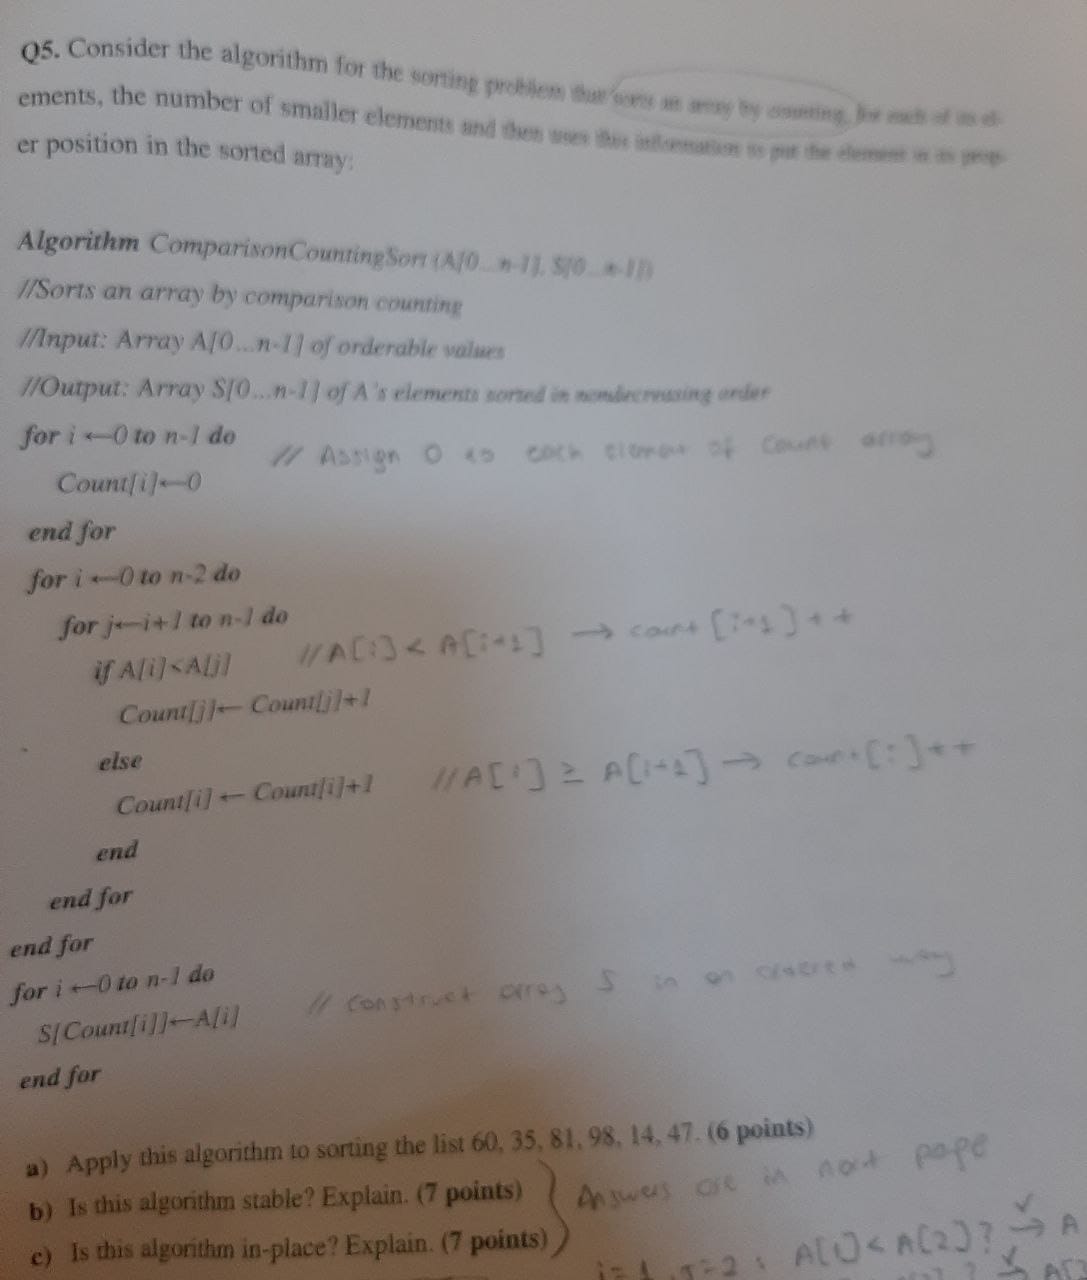 Q5. Consider the algorithm for the sorting problem that sorts an array by counting, for each of its el-
ements, the number of smaller elements and then uses this information to put the element in its prop-
er position in the sorted array:
Algorithm ComparisonCountingSort (A[0...n-1], S[0...n-1])
//Sorts an array by comparison counting
//Input: Array A[0...n-1] of orderable values
//Output: Array S[0...n-1] of A's elements sorted in nondecreasing order
for i ←0 to n-1 do // Assign 0 as each element of count array
Count[i]←0
end for
for i ←0 to n-2 do
for j←i+1 to n-1 do
if A[i]<A[j] //A[i] < A[i+1] → count [i+1]++
Count[j]← Count[j]+1
else
Count[i] ← Count[i]+1 //A[i] ≥ A[i+1] → count[i]++
end
end for
end for
for i ←0 to n-1 do
S[Count[i]]←A[i] // construct array S in an ordered way
end for
a) Apply this algorithm to sorting the list 60, 35, 81, 98, 14, 47. (6 points)
b) Is this algorithm stable? Explain. (7 points) Answers are in next page
c) Is this algorithm in-place? Explain. (7 points)
i=1, J=2: A[1] < A[2]? → A